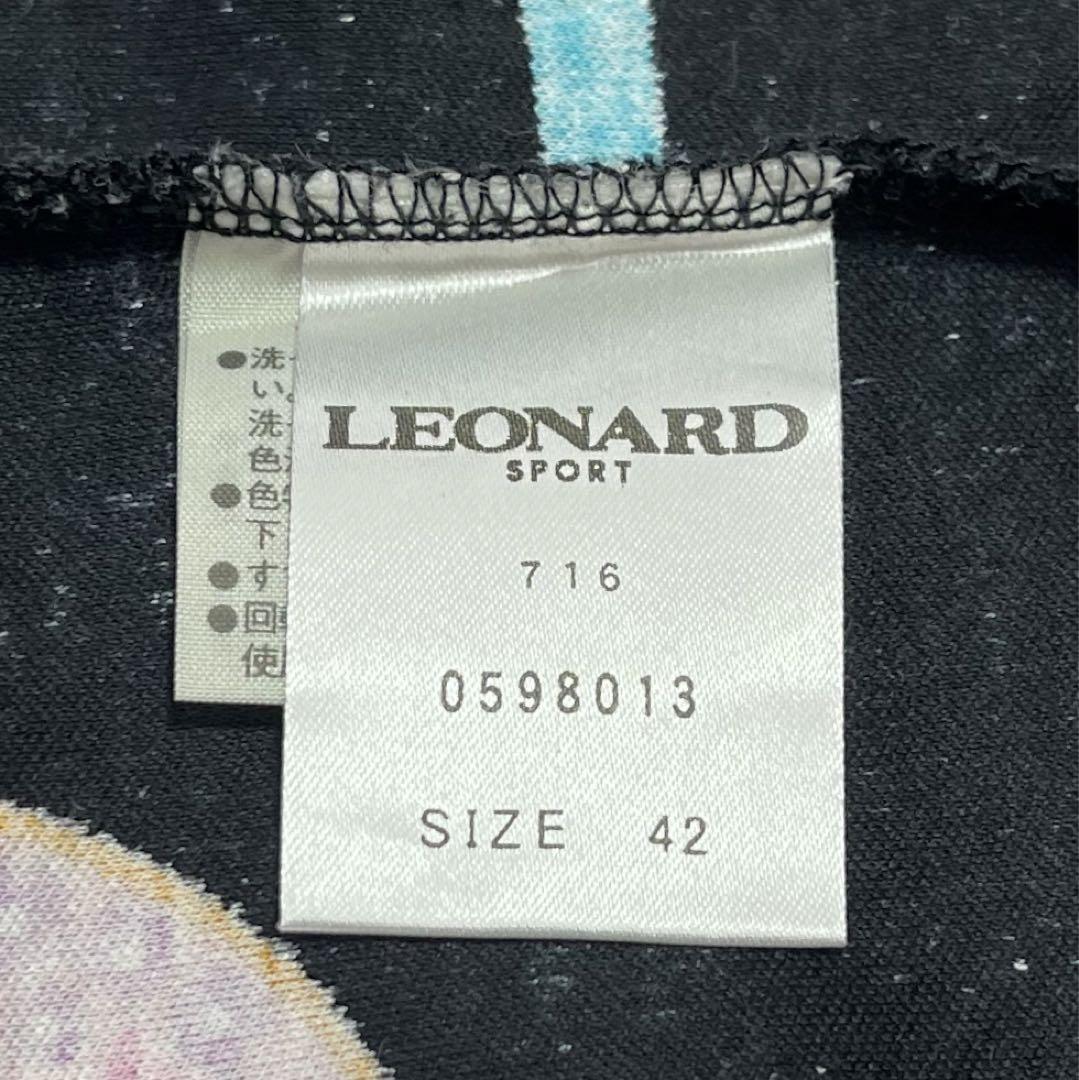 LEONARD
SPORT
716
0598013
SIZE 42
●洗
い
洗
色
●色
下
●す
●回
使